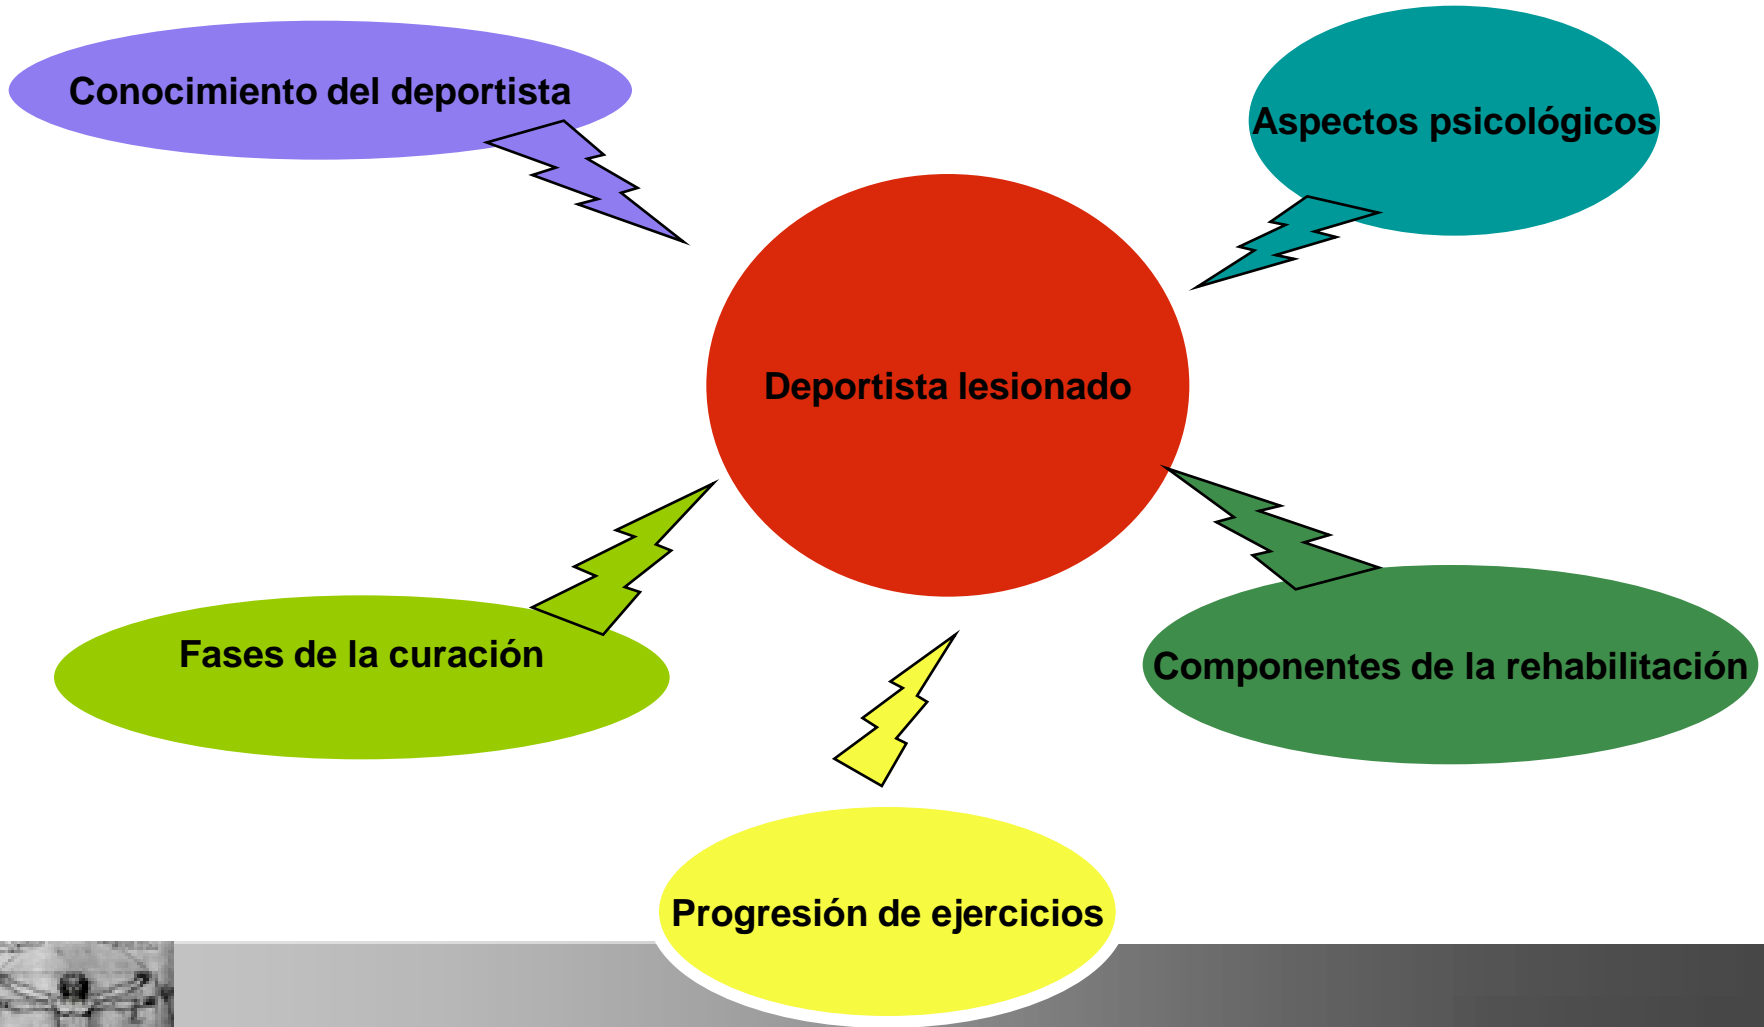 Conocimiento del deportista
Aspectos psicológicos
Deportista lesionado
Fases de la curación
Componentes de la rehabilitación
Progresión de ejercicios